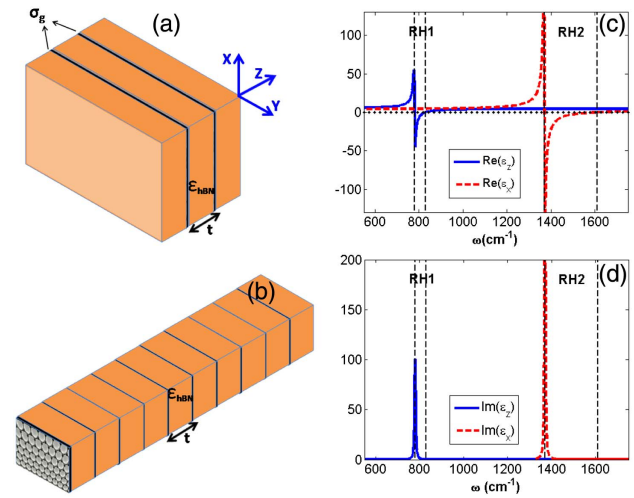 (a)
σg
X
Z
Y
εhBN
t
(b)
εhBN
t
(c)
RH1
RH2
100
50
0
-50
-100
Re(εz)
Re(εx)
600 800 1000 1200 1400 1600
ω(cm-1)
(d)
RH1
RH2
200
150
100
50
0
Im(εz)
Im(εx)
600 800 1000 1200 1400 1600
ω (cm-1)